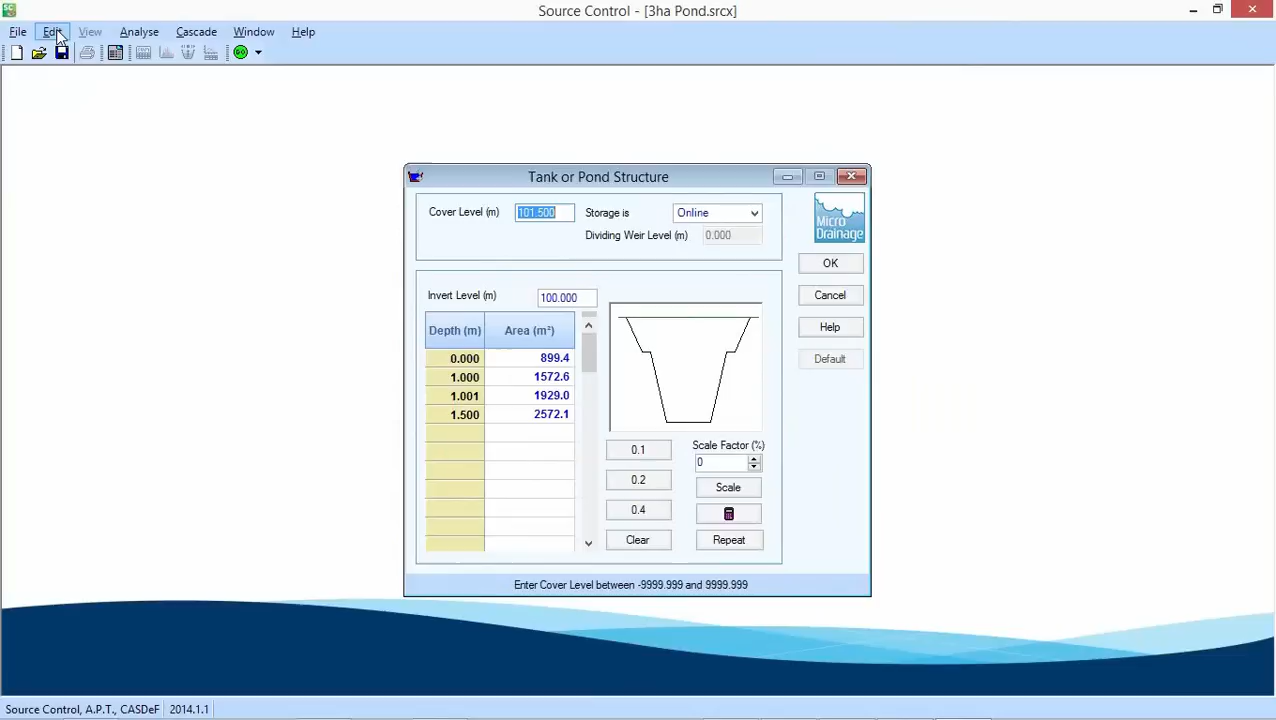 Source Control - [3ha Pond.srcx]
File Edit View Analyse Cascade Window Help
Tank or Pond Structure
Cover Level (m) 101.500 Storage is Online
Dividing Weir Level (m) 0.000
Micro Drainage
OK
Cancel
Help
Default
Invert Level (m) 100.000
Depth (m) Area (m²)
0.000 899.4
1.000 1572.6
1.001 1929.0
1.500 2572.1
0.1
0.2
0.4
Clear
Scale Factor (%)
0
Scale
Repeat
Enter Cover Level between -9999.999 and 9999.999
Source Control, A.P.T., CASDeF 2014.1.1